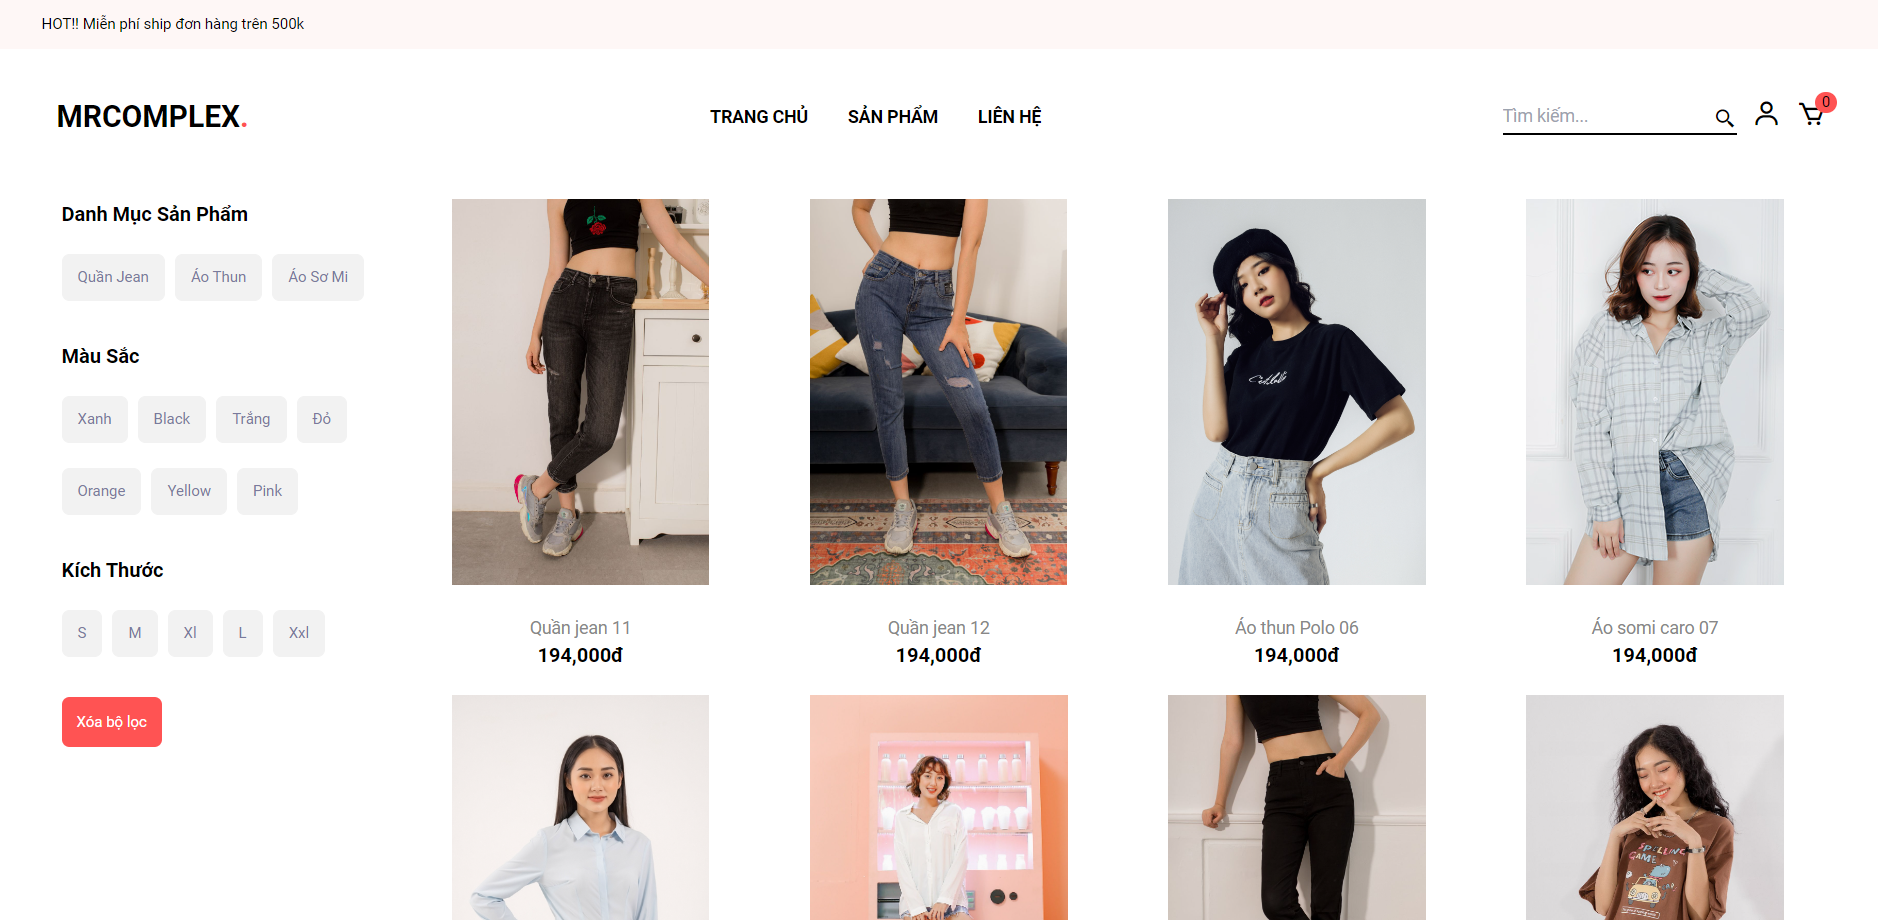 HOT!! Miễn phí ship đơn hàng trên 500k
MRCOMPLEX.
TRANG CHỦ SẢN PHẨM LIÊN HỆ
Tìm kiếm...
0
Danh Mục Sản Phẩm
Quần Jean Áo Thun Áo Sơ Mi
Màu Sắc
Xanh Black Trắng Đỏ
Orange Yellow Pink
Kích Thước
S M Xl L Xxl
Xóa bộ lọc
Quần jean 11
194,000đ
Quần jean 12
194,000đ
Áo thun Polo 06
194,000đ
Áo somi caro 07
194,000đ
SPELLING
GAME